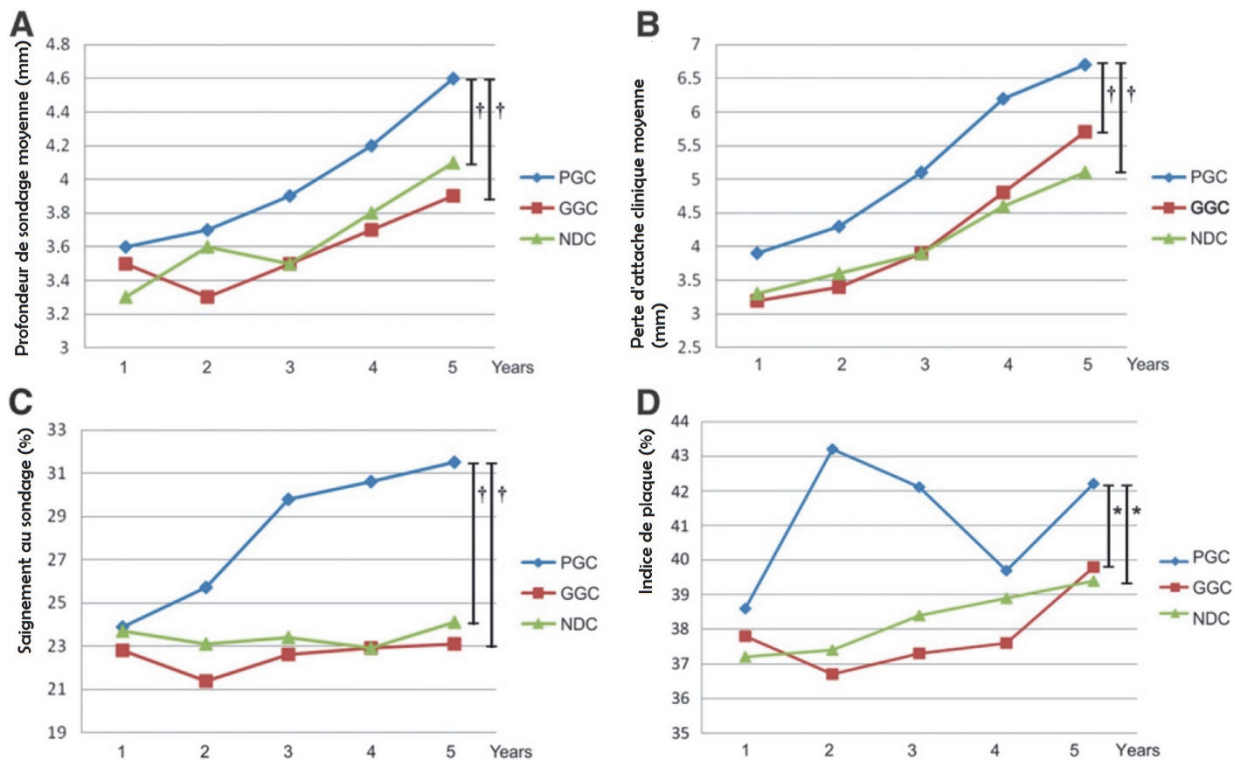 A
Profondeur de sondage moyenne (mm)
4.8
4.6
4.4
4.2
4
3.8
3.6
3.4
3.2
3
1 2 3 4 5 Years
† †
PGC
GGC
NDC
B
Perte d'attache clinique moyenne
(mm)
7
6.5
6
5.5
5
4.5
4
3.5
3
2.5
1 2 3 4 5 Years
† †
PGC
GGC
NDC
C
Saignement au sondage (%)
33
31
29
27
25
23
21
19
1 2 3 4 5 Years
† †
PGC
GGC
NDC
D
Indice de plaque (%)
44
43
42
41
40
39
38
37
36
35
1 2 3 4 5 Years
* *
PGC
GGC
NDC